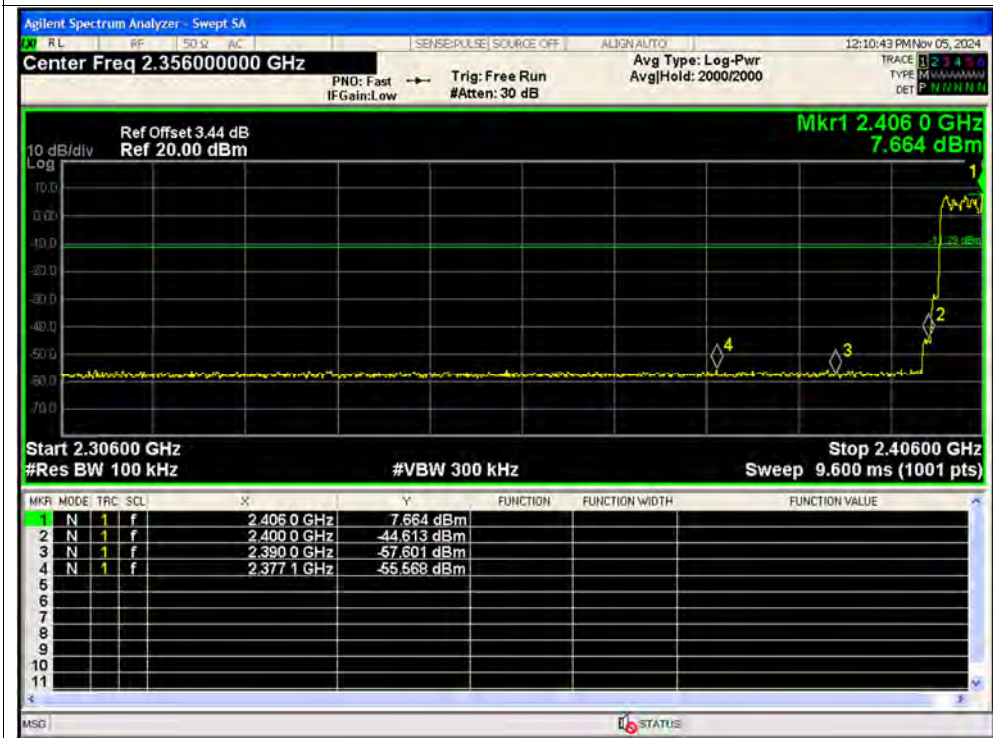 Agilent Spectrum Analyzer - Swept SA
RL RF 50 Ω AC SENSE:PULSE SOURCE OFF ALIGN AUTO 12:10:43 PM Nov 05, 2024
Center Freq 2.356000000 GHz
PNO: Fast
IFGain:Low
Trig: Free Run
#Atten: 30 dB
Avg Type: Log-Pwr
Avg|Hold: 2000/2000
TRACE 1 2 3 4 5 6
TYPE M WWWWW
DET P N N N N N
Ref Offset 3.44 dB
10 dB/div Ref 20.00 dBm
Log
Mkr1 2.406 0 GHz
7.664 dBm
1
10.0
0.00
-10.0
-20.0
-30.0
-40.0
2
-50.0
4
3
-60.0
-70.0
Start 2.30600 GHz Stop 2.40600 GHz
#Res BW 100 kHz #VBW 300 kHz Sweep 9.600 ms (1001 pts)
MKR MODE TRC SCL X Y FUNCTION FUNCTION WIDTH FUNCTION VALUE
1 N 1 f 2.406 0 GHz 7.664 dBm
2 N 1 f 2.400 0 GHz -44.613 dBm
3 N 1 f 2.390 0 GHz -57.601 dBm
4 N 1 f 2.377 1 GHz -55.568 dBm
5
6
7
8
9
10
11
MSG STATUS